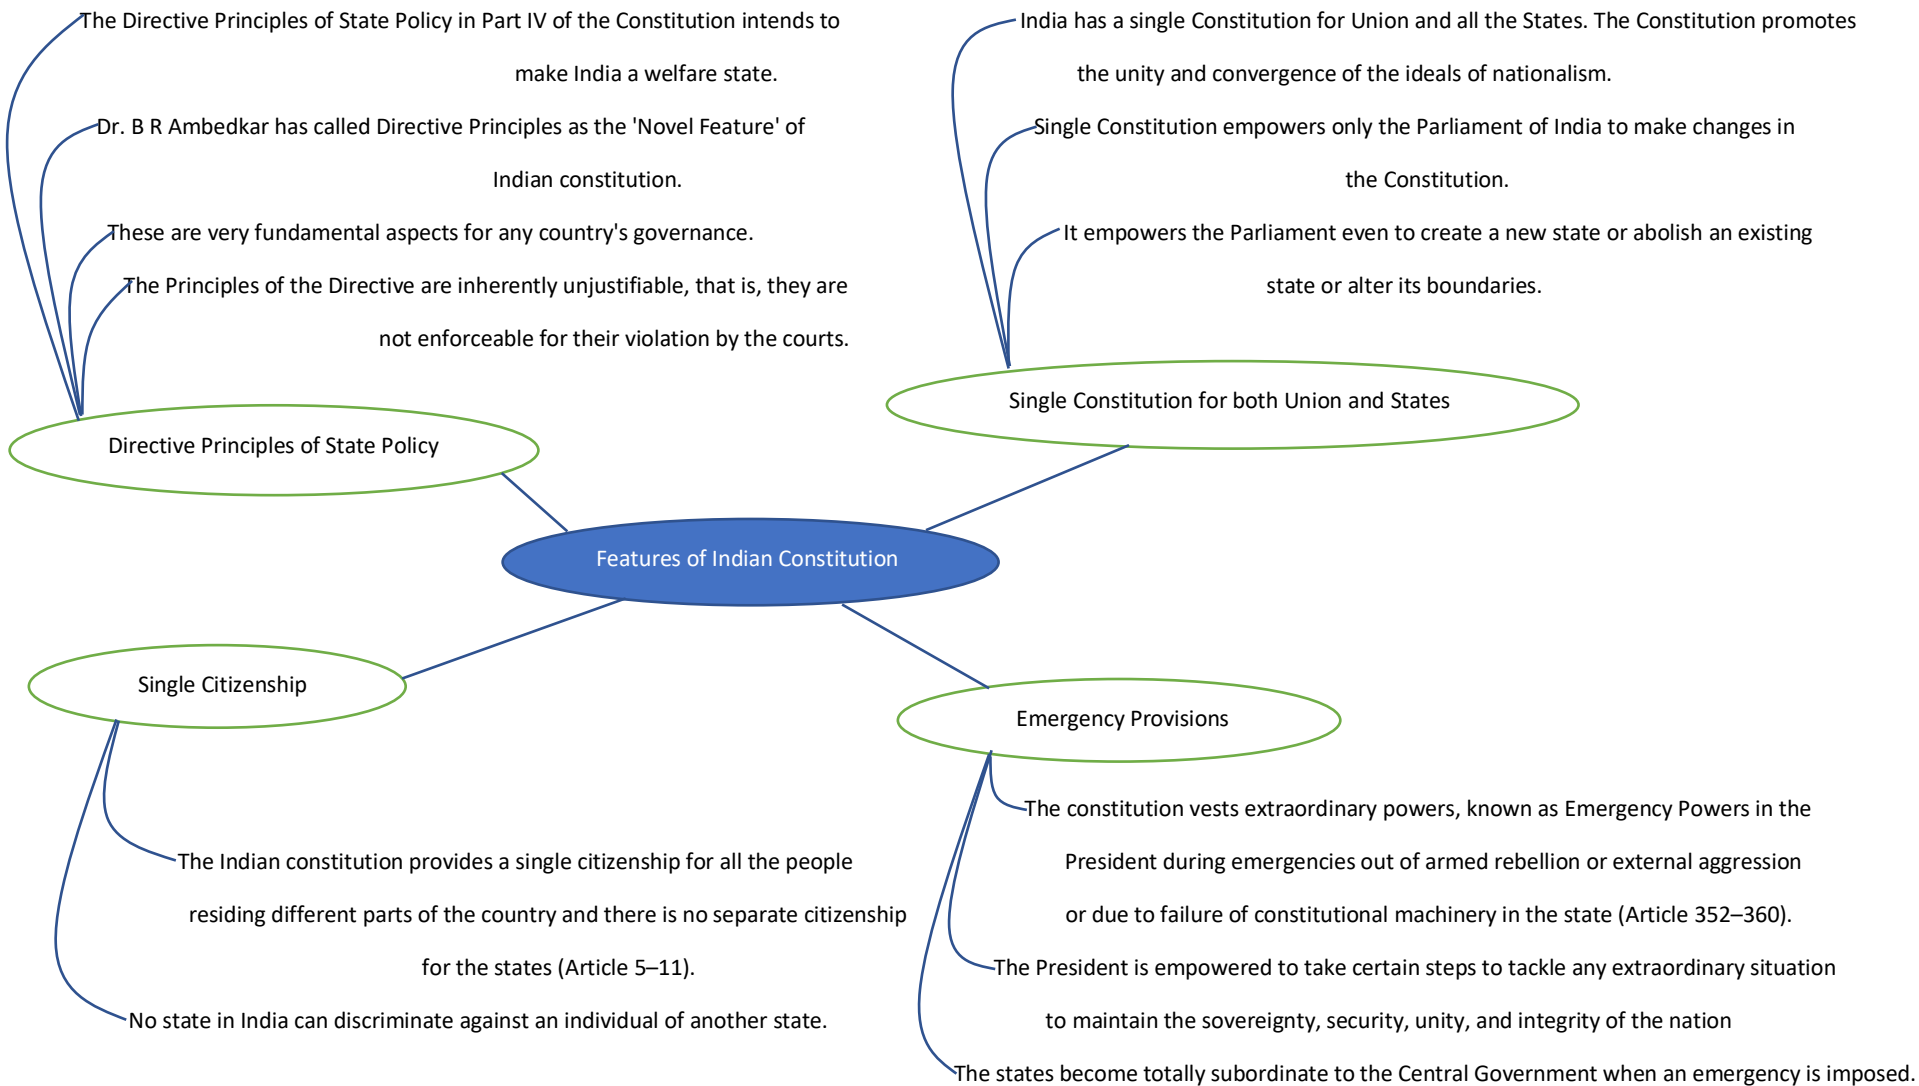 The Directive Principles of State Policy in Part IV of the Constitution intends to
make India a welfare state.
Dr. B R Ambedkar has called Directive Principles as the 'Novel Feature' of
Indian constitution.
These are very fundamental aspects for any country's governance.
The Principles of the Directive are inherently unjustifiable, that is, they are
not enforceable for their violation by the courts.
Directive Principles of State Policy
India has a single Constitution for Union and all the States. The Constitution promotes
the unity and convergence of the ideals of nationalism.
Single Constitution empowers only the Parliament of India to make changes in
the Constitution.
It empowers the Parliament even to create a new state or abolish an existing
state or alter its boundaries.
Single Constitution for both Union and States
Features of Indian Constitution
Single Citizenship
The Indian constitution provides a single citizenship for all the people
residing different parts of the country and there is no separate citizenship
for the states (Article 5–11).
No state in India can discriminate against an individual of another state.
Emergency Provisions
The constitution vests extraordinary powers, known as Emergency Powers in the
President during emergencies out of armed rebellion or external aggression
or due to failure of constitutional machinery in the state (Article 352–360).
The President is empowered to take certain steps to tackle any extraordinary situation
to maintain the sovereignty, security, unity, and integrity of the nation
The states become totally subordinate to the Central Government when an emergency is imposed.